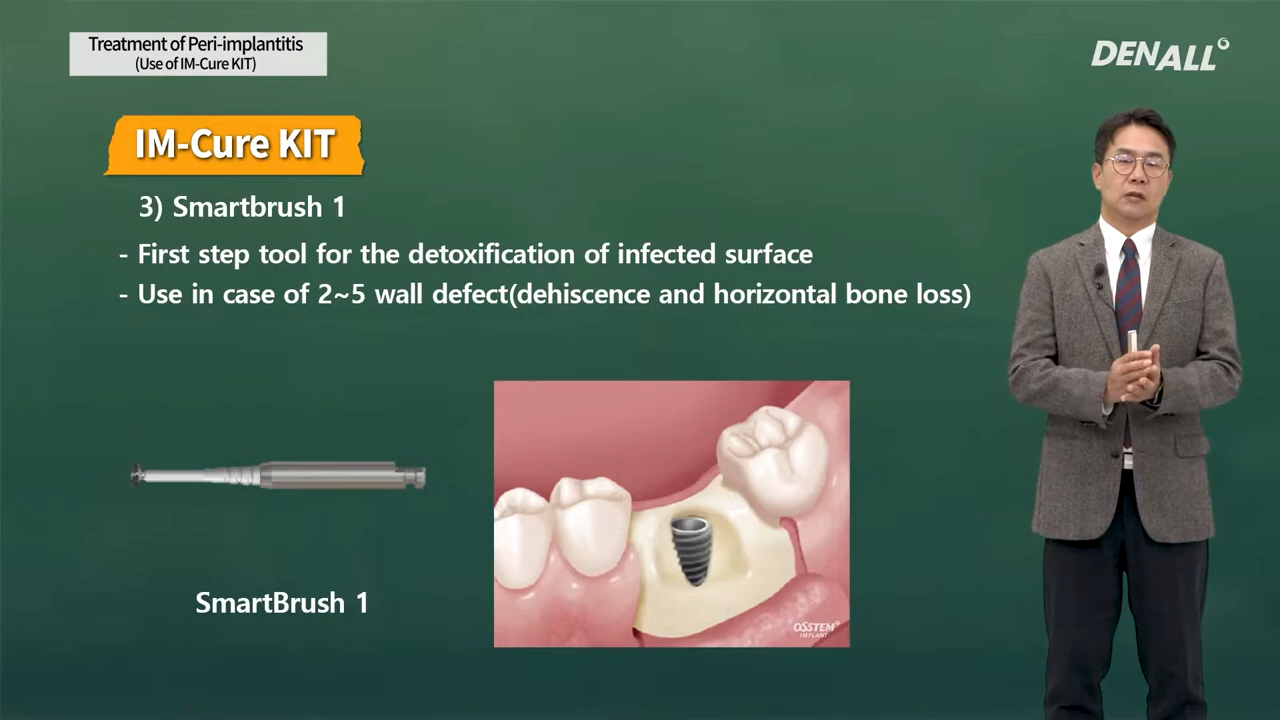 Treatment of Peri-implantitis
(Use of IM-Cure KIT)
DENALL
IM-Cure KIT
3) Smartbrush 1
- First step tool for the detoxification of infected surface
- Use in case of 2~5 wall defect(dehiscence and horizontal bone loss)
SmartBrush 1
OSSTEM
IMPLANT